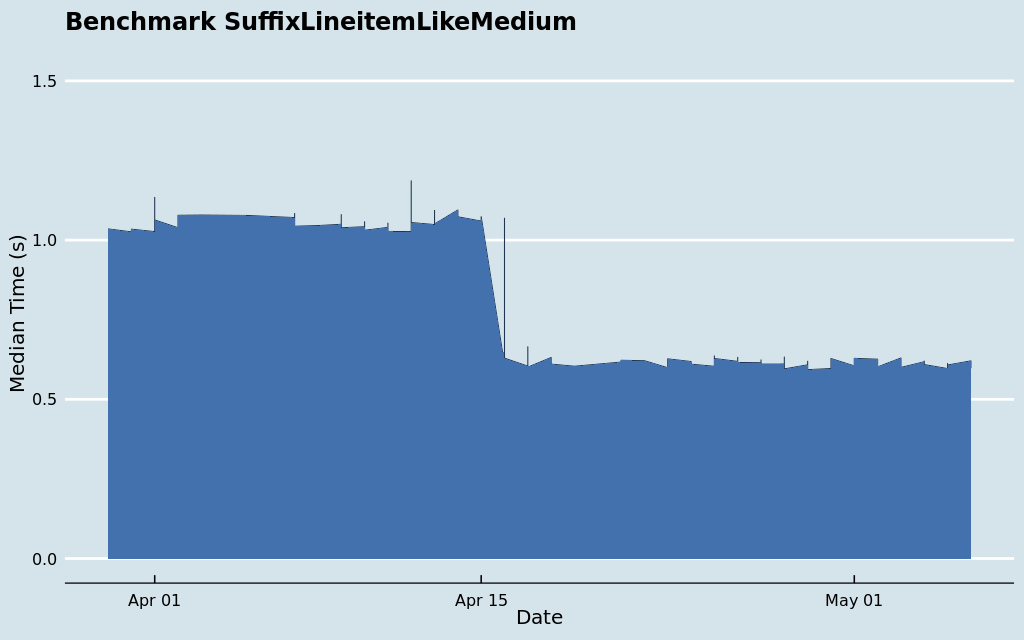 Benchmark SuffixLineitemLikeMedium
1.5
1.0
0.5
0.0
Median Time (s)
Apr 01
Apr 15
May 01
Date